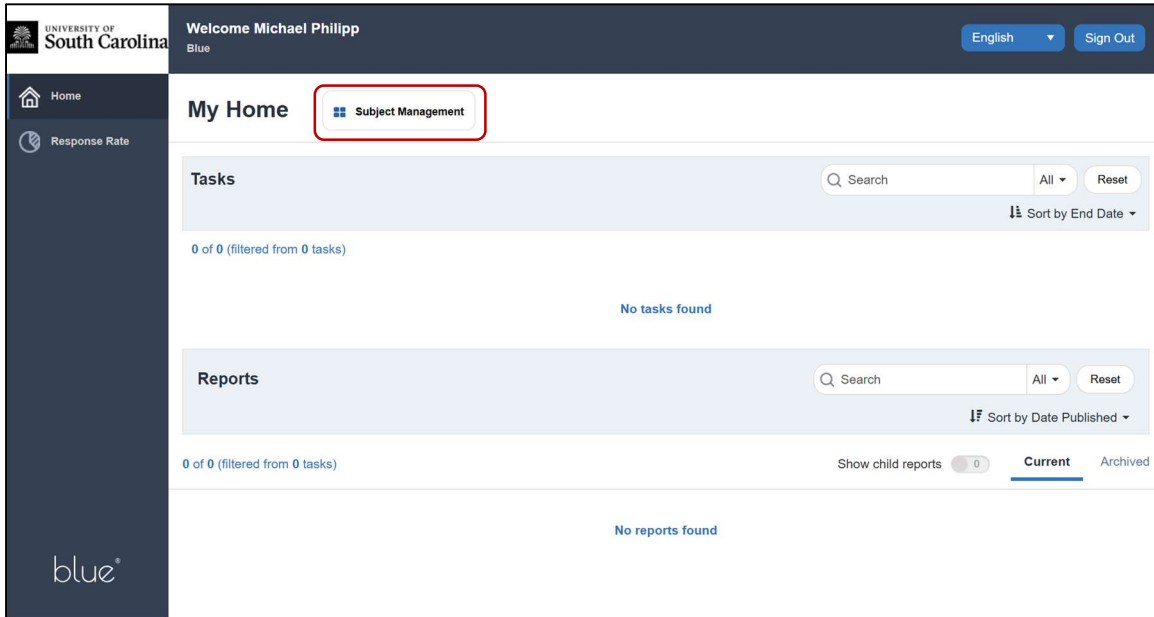 UNIVERSITY OF
South Carolina
Welcome Michael Philipp
Blue
English
Sign Out
Home
Response Rate
My Home
Subject Management
Tasks
Search
All
Reset
Sort by End Date
0 of 0 (filtered from 0 tasks)
No tasks found
Reports
Search
All
Reset
Sort by Date Published
0 of 0 (filtered from 0 tasks)
Show child reports
0
Current
Archived
No reports found
blue®